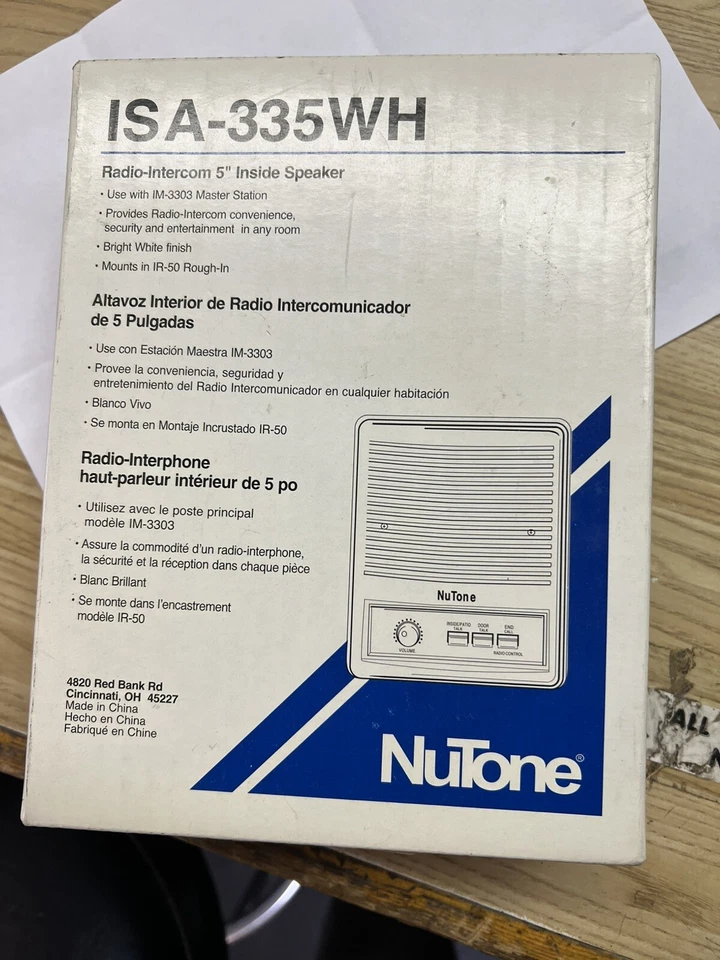 ISA-335WH
Radio-Intercom 5" Inside Speaker
• Use with IM-3303 Master Station
• Provides Radio-Intercom convenience,
security and entertainment in any room
• Bright White finish
• Mounts in IR-50 Rough-In
Altavoz Interior de Radio Intercomunicador
de 5 Pulgadas
• Use con Estación Maestra IM-3303
• Provee la conveniencia, seguridad y
entretenimiento del Radio Intercomunicador en cualquier habitación
• Blanco Vivo
• Se monta en Montaje Incrustado IR-50
Radio-Interphone
haut-parleur intérieur de 5 po
• Utilisez avec le poste principal
modèle IM-3303
• Assure la commodité d'un radio-interphone,
la sécurité et la réception dans chaque pièce
• Blanc Brillant
• Se monte dans l'encastrement
modèle IR-50
NuTone
INSIDE/PATIO
TALK
DOOR
TALK
END
CALL
VOLUME
RADIO CONTROL
4820 Red Bank Rd
Cincinnati, OH 45227
Made in China
Hecho en China
Fabriqué en Chine
NuTone®
ALL